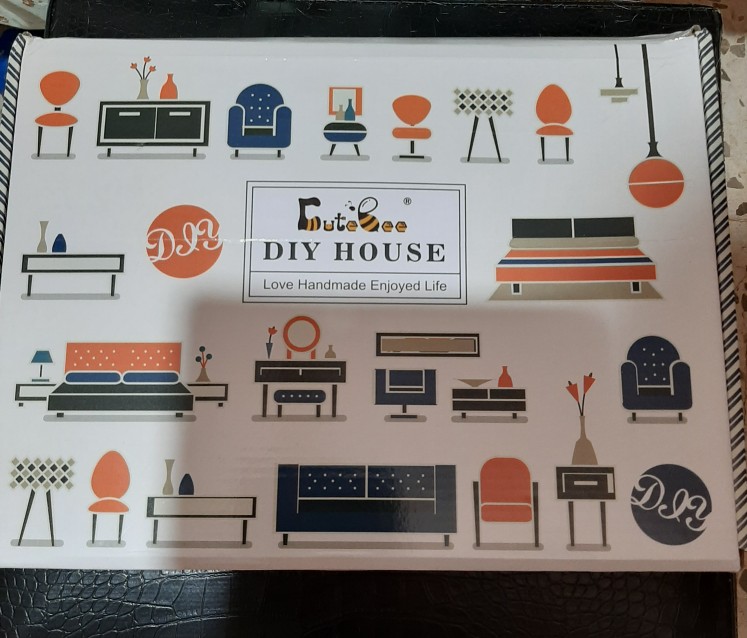 CuteBee®
DIY
DIY HOUSE
Love Handmade Enjoyed Life
DIY